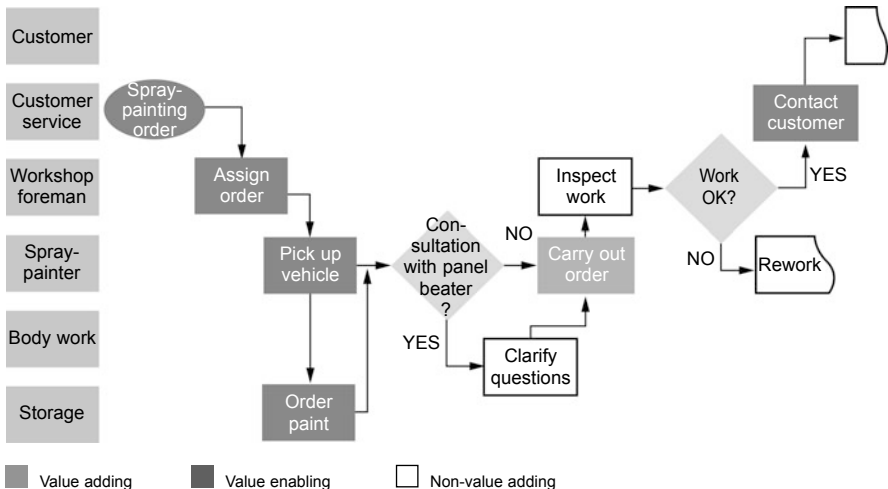 Customer
Customer
service
Spray-
painting
order
Contact
customer
Workshop
foreman
Assign
order
Inspect
work
Work
OK?
YES
Spray-
painter
Pick up
vehicle
Con-
sultation
with panel
beater
?
NO
Carry out
order
NO
Rework
Body work
YES
Clarify
questions
Storage
Order
paint
Value adding
Value enabling
Non-value adding